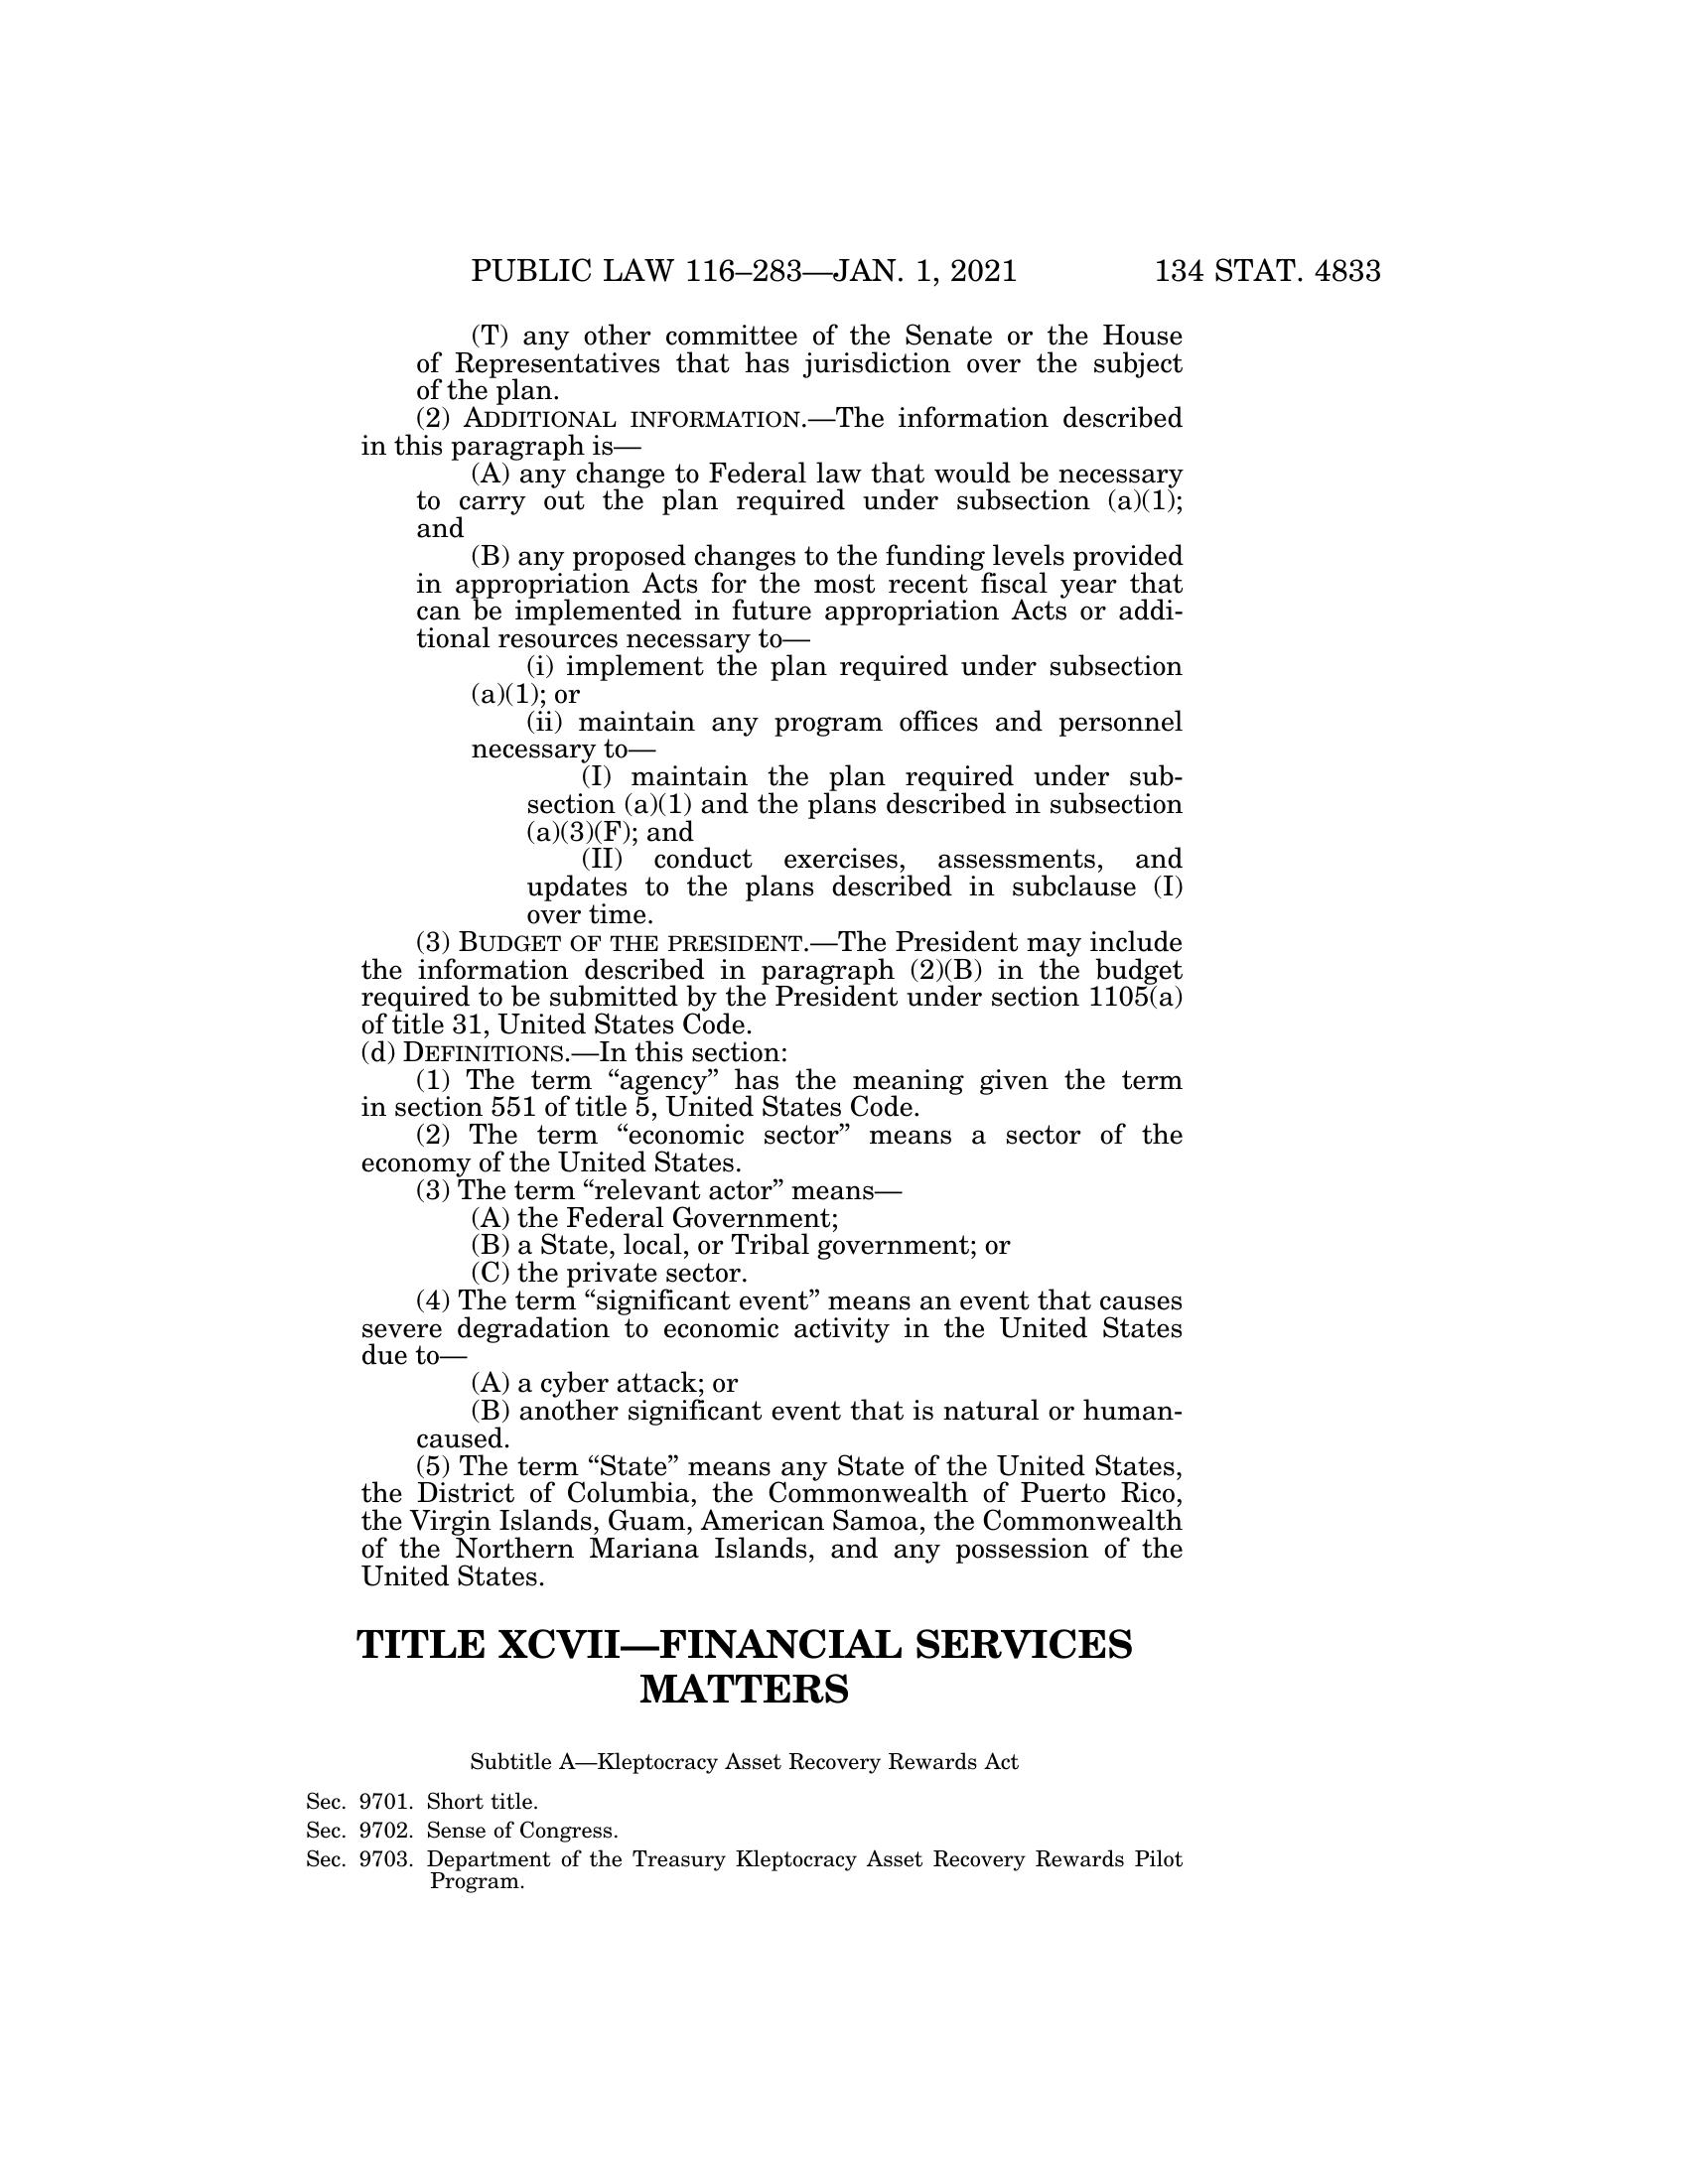 PUBLIC LAW 116–283—JAN. 1, 2021 134 STAT. 4833
(T) any other committee of the Senate or the House
of Representatives that has jurisdiction over the subject
of the plan.
(2) ADDITIONAL INFORMATION.—The information described
in this paragraph is—
(A) any change to Federal law that would be necessary
to carry out the plan required under subsection (a)(1);
and
(B) any proposed changes to the funding levels provided
in appropriation Acts for the most recent fiscal year that
can be implemented in future appropriation Acts or addi-
tional resources necessary to—
(i) implement the plan required under subsection
(a)(1); or
(ii) maintain any program offices and personnel
necessary to—
(I) maintain the plan required under sub-
section (a)(1) and the plans described in subsection
(a)(3)(F); and
(II) conduct exercises, assessments, and
updates to the plans described in subclause (I)
over time.
(3) BUDGET OF THE PRESIDENT.—The President may include
the information described in paragraph (2)(B) in the budget
required to be submitted by the President under section 1105(a)
of title 31, United States Code.
(d) DEFINITIONS.—In this section:
(1) The term “agency” has the meaning given the term
in section 551 of title 5, United States Code.
(2) The term “economic sector” means a sector of the
economy of the United States.
(3) The term “relevant actor” means—
(A) the Federal Government;
(B) a State, local, or Tribal government; or
(C) the private sector.
(4) The term “significant event” means an event that causes
severe degradation to economic activity in the United States
due to—
(A) a cyber attack; or
(B) another significant event that is natural or human-
caused.
(5) The term “State” means any State of the United States,
the District of Columbia, the Commonwealth of Puerto Rico,
the Virgin Islands, Guam, American Samoa, the Commonwealth
of the Northern Mariana Islands, and any possession of the
United States.
TITLE XCVII—FINANCIAL SERVICES
MATTERS
Subtitle A—Kleptocracy Asset Recovery Rewards Act
Sec. 9701. Short title.
Sec. 9702. Sense of Congress.
Sec. 9703. Department of the Treasury Kleptocracy Asset Recovery Rewards Pilot
Program.